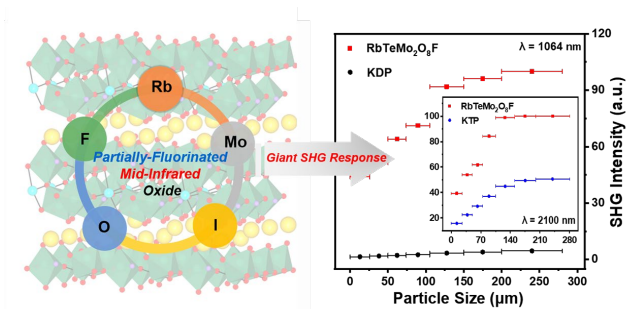 Rb
F
Mo
Partially-Fluorinated
Mid-Infrared
Oxide
O
I
Giant SHG Response
RbTeMo₂O₈F
KDP
λ = 1064 nm
120
90
60
30
0
SHG Intensity (a.u.)
RbTeMo₂O₈F
KTP
100
80
60
40
20
0 70 140 210 280
λ = 2100 nm
0 50 100 150 200 250 300
Particle Size (μm)